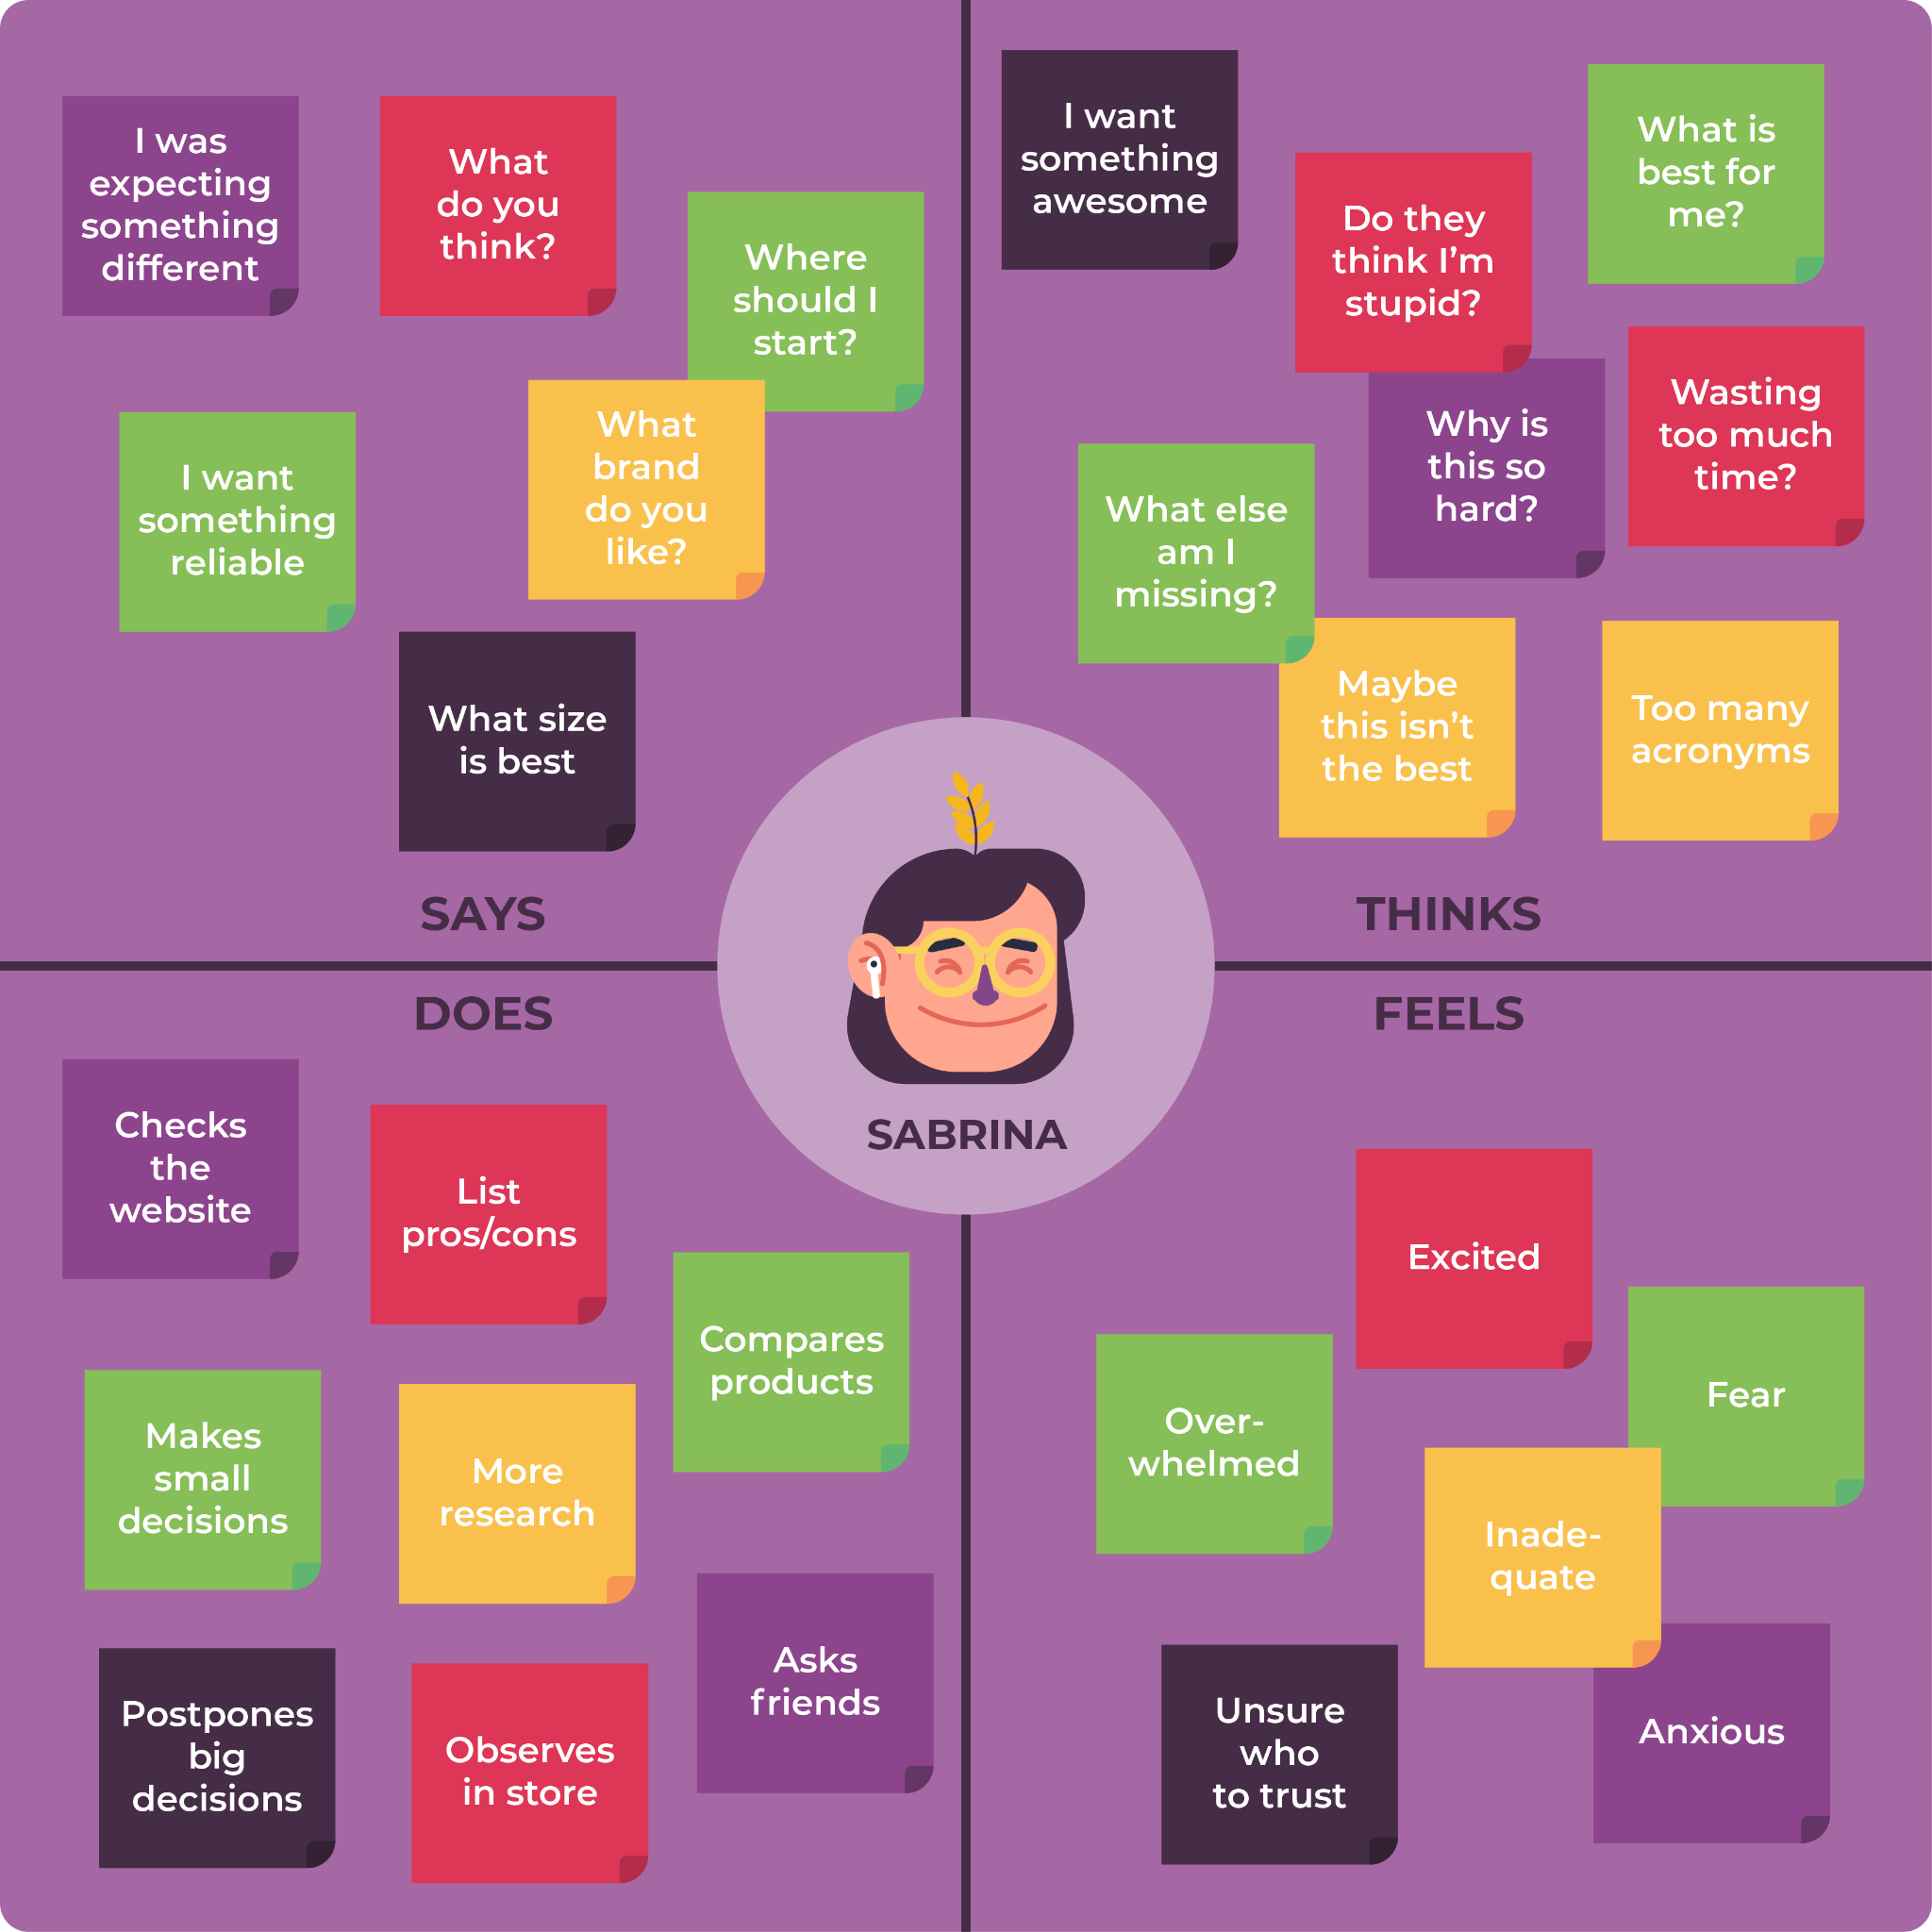 I was
expecting
something
different
What
do you
think?
Where
should I
start?
I want
something
reliable
What
brand
do you
like?
What size
is best
SAYS
I want
something
awesome
Do they
think I’m
stupid?
What is
best for
me?
Why is
this so
hard?
Wasting
too much
time?
What else
am I
missing?
Maybe
this isn’t
the best
Too many
acronyms
THINKS
SABRINA
DOES
Checks
the
website
List
pros/cons
Compares
products
Makes
small
decisions
More
research
Asks
friends
Postpones
big
decisions
Observes
in store
FEELS
Excited
Fear
Over-
whelmed
Inade-
quate
Unsure
who
to trust
Anxious